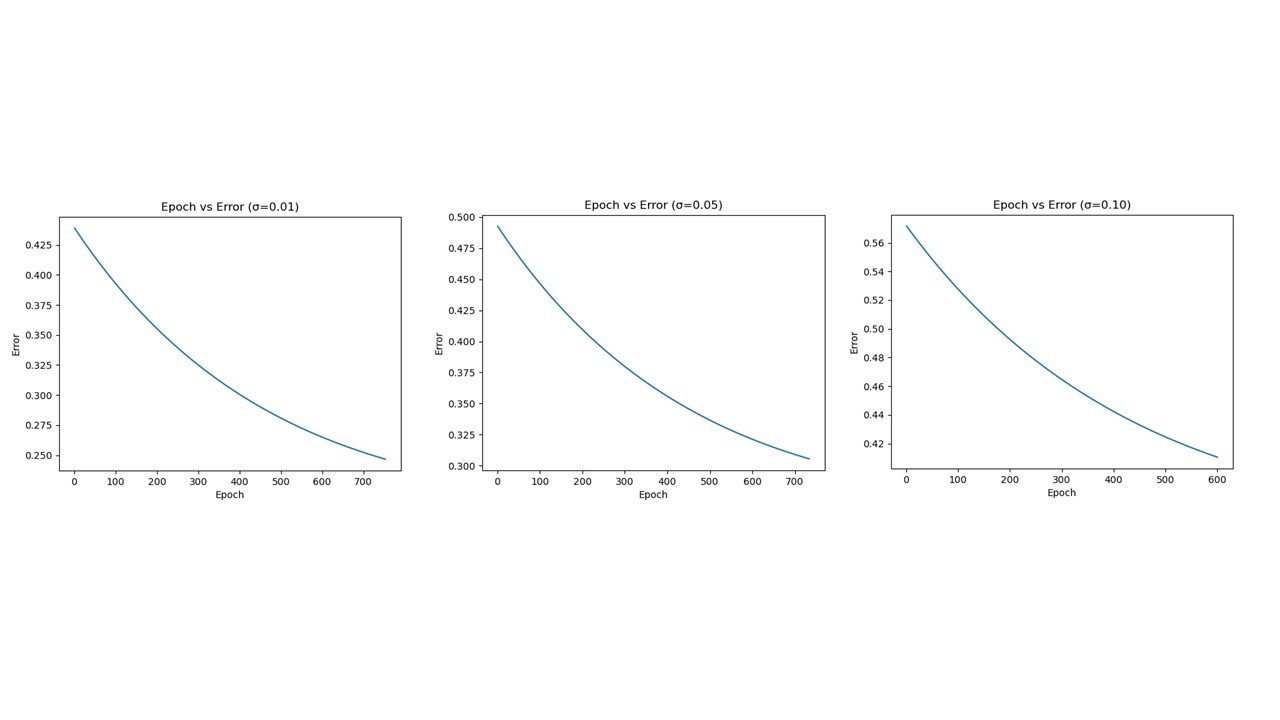 Epoch vs Error (σ=0.01)
0.425
0.400
0.375
0.350
0.325
0.300
0.275
0.250
Error
0 100 200 300 400 500 600 700
Epoch
Epoch vs Error (σ=0.05)
0.500
0.475
0.450
0.425
0.400
0.375
0.350
0.325
0.300
Error
0 100 200 300 400 500 600 700
Epoch
Epoch vs Error (σ=0.10)
0.56
0.54
0.52
0.50
0.48
0.46
0.44
0.42
Error
0 100 200 300 400 500 600
Epoch